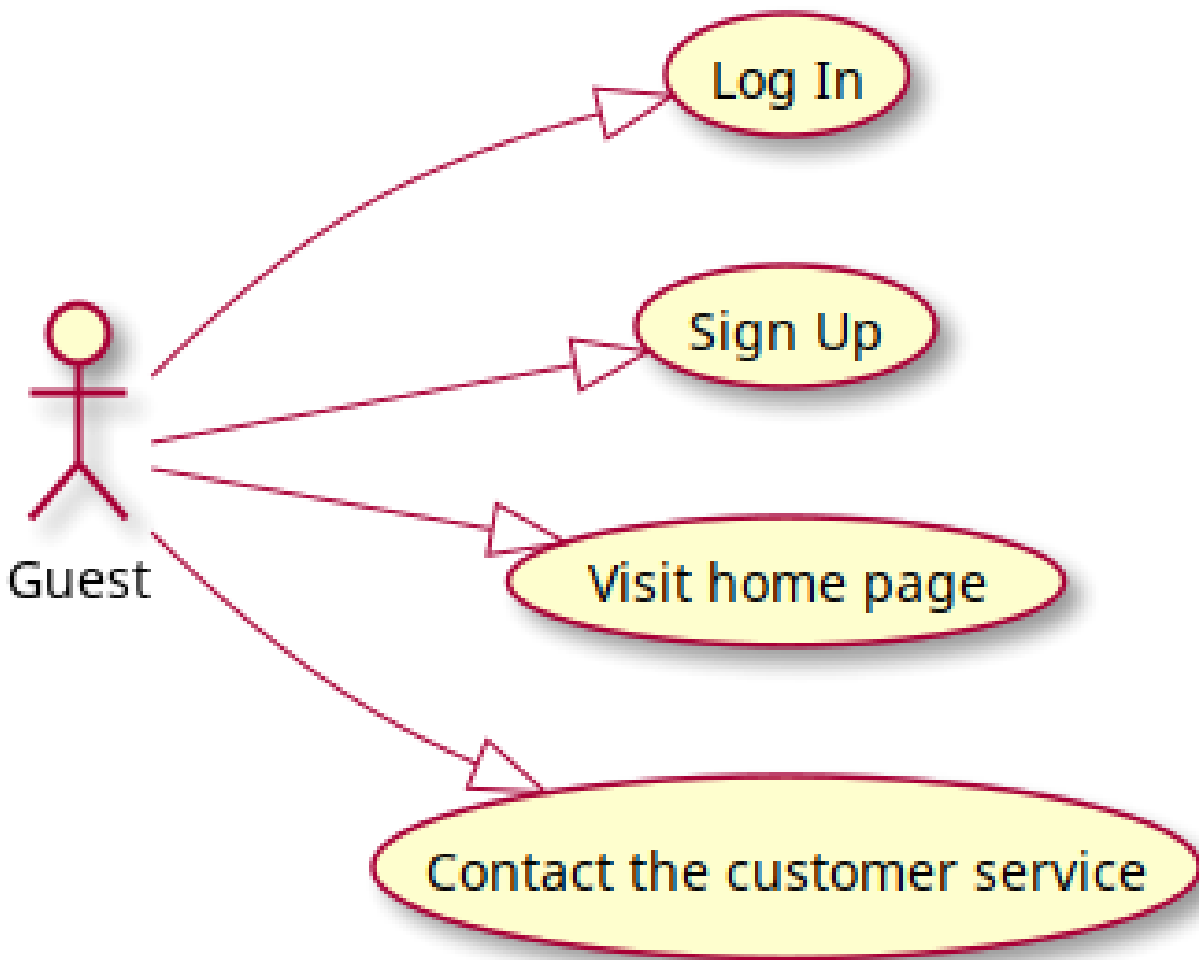 Log In
Sign Up
Guest
Visit home page
Contact the customer service